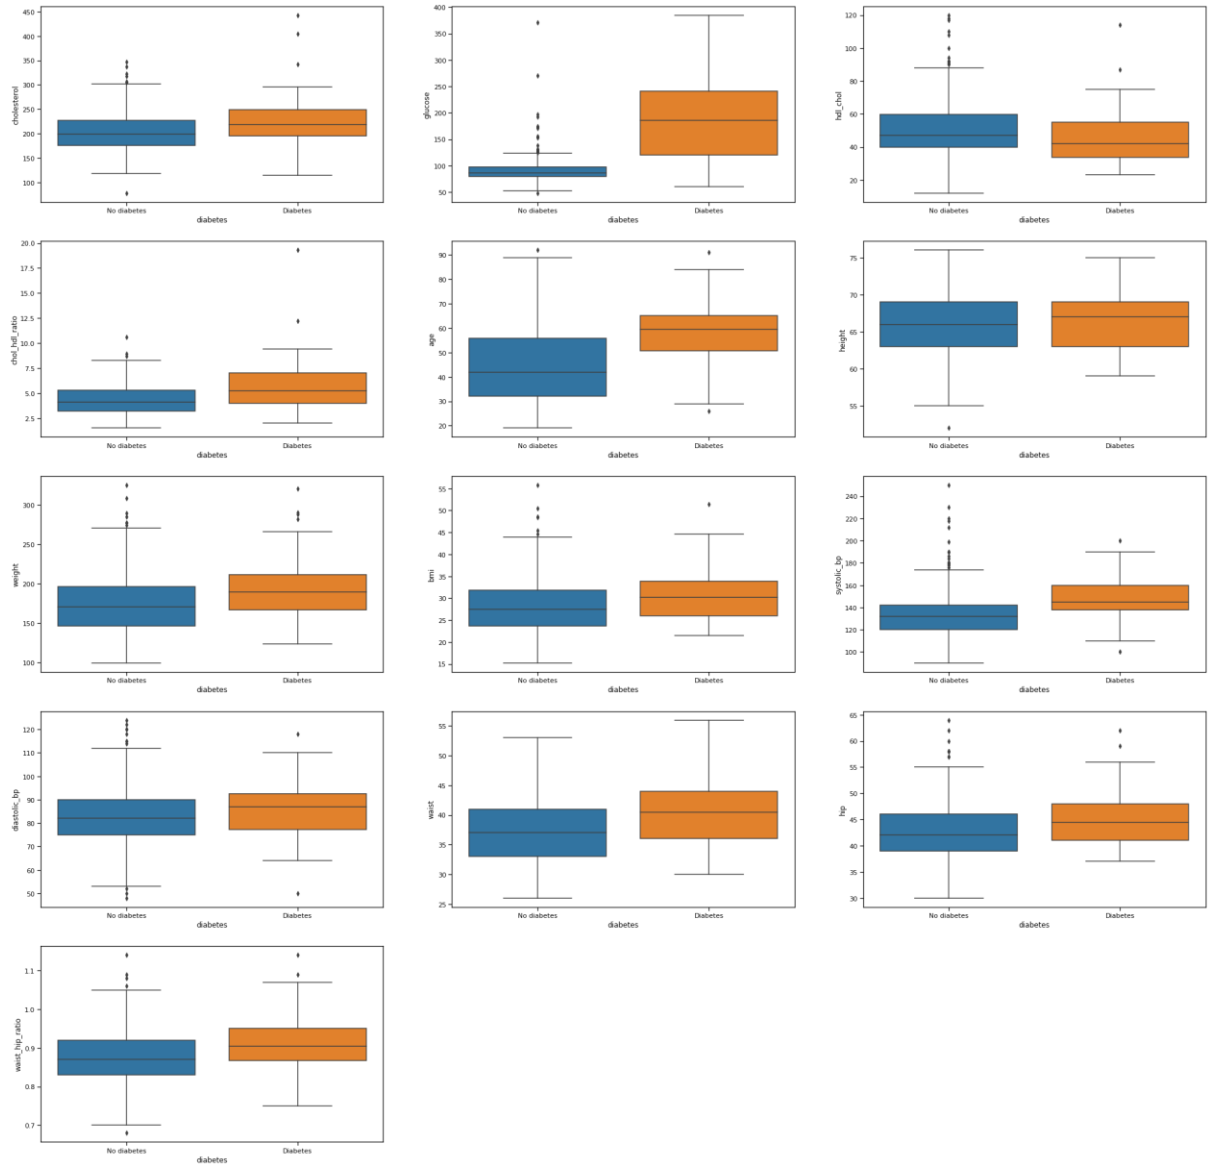 cholesterol
450
400
350
300
250
200
150
100
No diabetes
Diabetes
diabetes
glucose
400
350
300
250
200
150
100
50
No diabetes
Diabetes
diabetes
hdl_chol
120
100
80
60
40
20
No diabetes
Diabetes
diabetes
chol_hdl_ratio
20.0
17.5
15.0
12.5
10.0
7.5
5.0
2.5
No diabetes
Diabetes
diabetes
age
90
80
70
60
50
40
30
20
No diabetes
Diabetes
diabetes
height
75
70
65
60
55
No diabetes
Diabetes
diabetes
weight
300
250
200
150
100
No diabetes
Diabetes
diabetes
bmi
55
50
45
40
35
30
25
20
15
No diabetes
Diabetes
diabetes
systolic_bp
240
220
200
180
160
140
120
100
No diabetes
Diabetes
diabetes
diastolic_bp
120
110
100
90
80
70
60
50
No diabetes
Diabetes
diabetes
waist
55
50
45
40
35
30
25
No diabetes
Diabetes
diabetes
hip
65
60
55
50
45
40
35
30
No diabetes
Diabetes
diabetes
waist_hip_ratio
1.1
1.0
0.9
0.8
0.7
No diabetes
Diabetes
diabetes